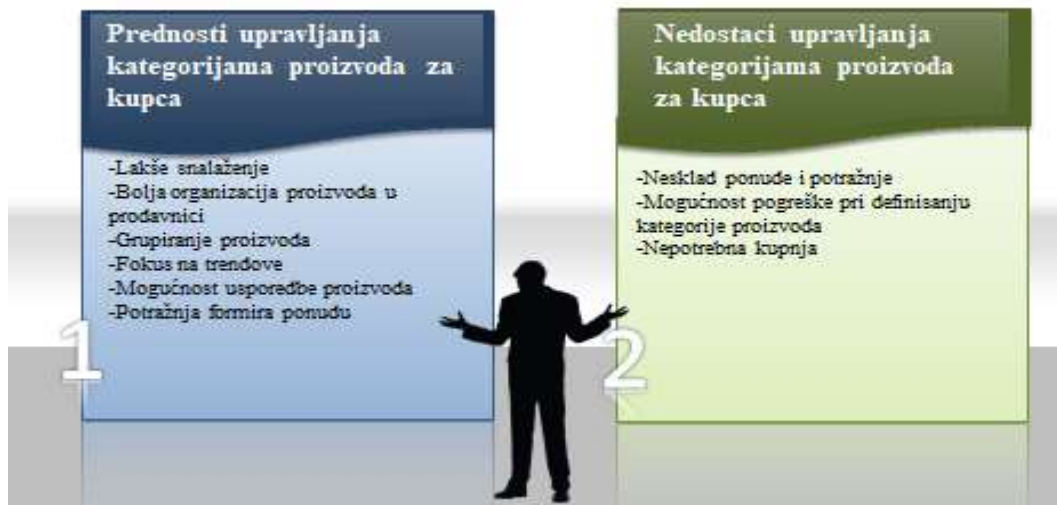 Prednosti upravljanja
kategorijama proizvoda za
kupca
-Lakše snalaženje
-Bolja organizacija proizvoda u
prodavnici
-Grupiranje proizvoda
-Fokus na trendove
-Mogućnost usporedbe proizvoda
-Potražnja formira ponudu
1
Nedostaci upravljanja
kategorijama proizvoda
za kupca
-Nesklad ponude i potražnje
-Mogućnost pogreške pri definisanju
kategorije proizvoda
-Nepotrebna kupnja
2